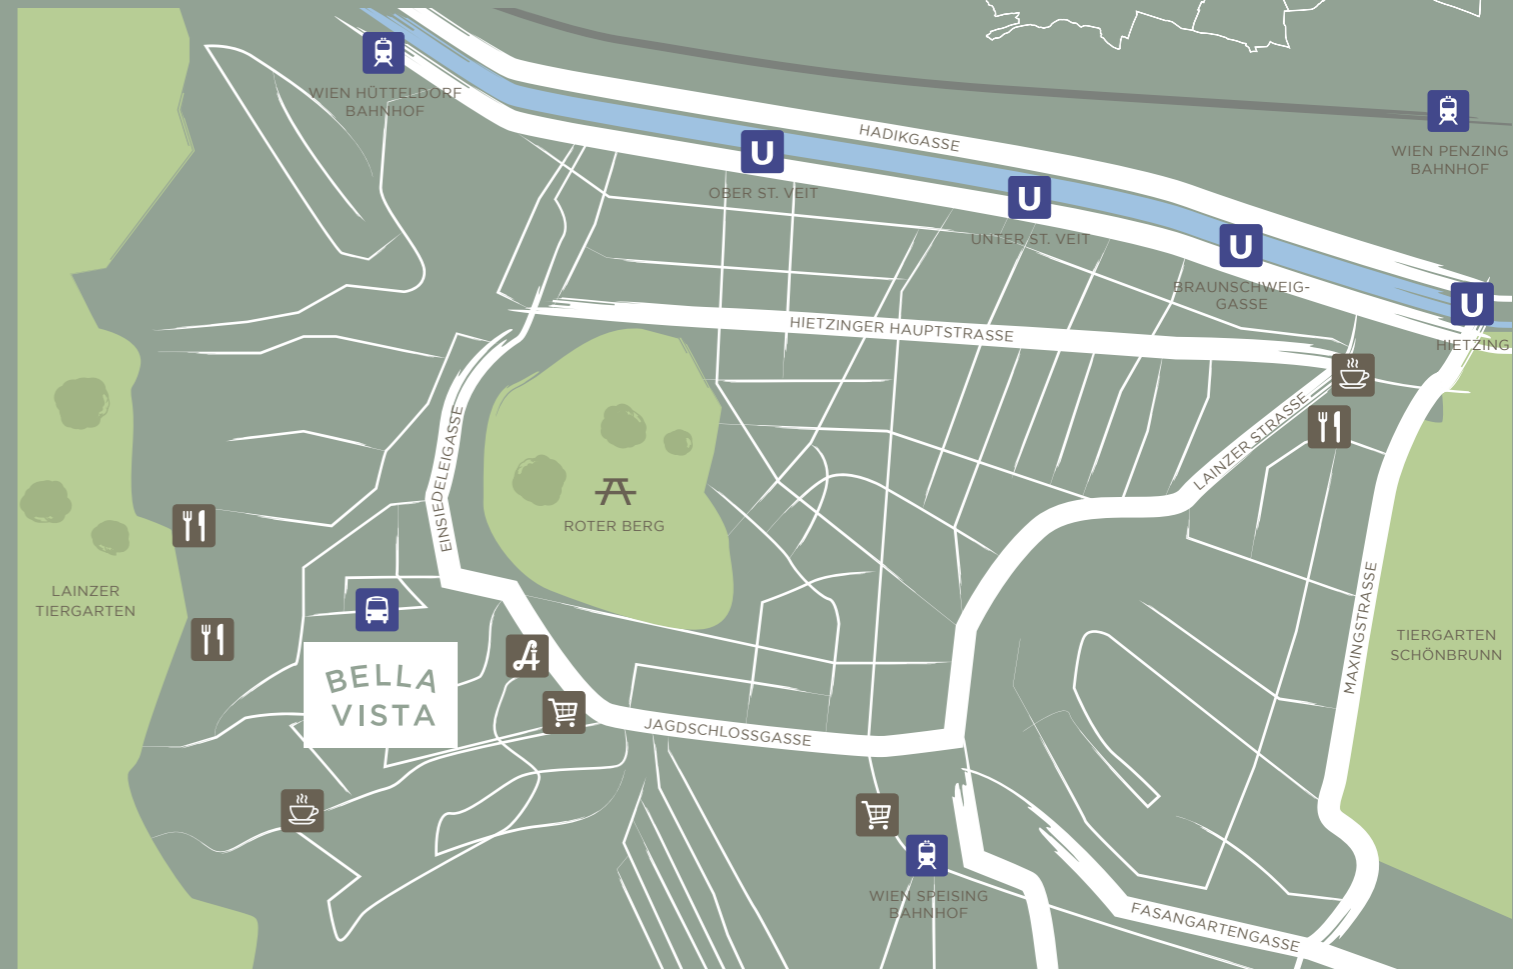 WIEN HÜTTELDORF
BAHNHOF
HADIKGASSE
WIEN PENZING
BAHNHOF
U
OBER ST. VEIT
U
UNTER ST. VEIT
U
BRAUNSCHWEIG-
GASSE
U
HIETZING
HIETZINGER HAUPTSTRASSE
EINSIEDELEIGASSE
LAINZER STRASSE
ROTER BERG
LAINZER
TIERGARTEN
MAXINGSTRASSE
TIERGARTEN
SCHÖNBRUNN
BELLA
VISTA
A
JAGDSCHLOSSGASSE
WIEN SPEISING
BAHNHOF
FASANGARTENGASSE